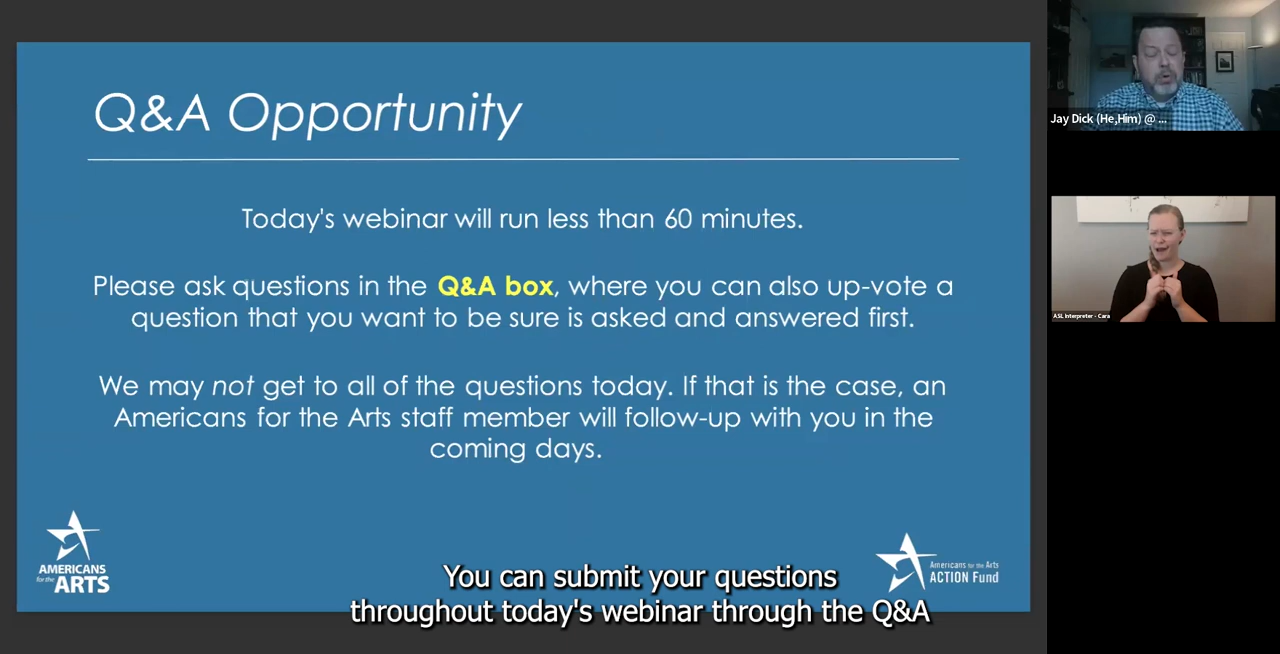 Q&A Opportunity
Today's webinar will run less than 60 minutes.
Please ask questions in the Q&A box, where you can also up-vote a
question that you want to be sure is asked and answered first.
We may not get to all of the questions today. If that is the case, an
Americans for the Arts staff member will follow-up with you in the
coming days.
AMERICANS
for the ARTS
Americans for the Arts
ACTION Fund
You can submit your questions
throughout today's webinar through the Q&A
Jay Dick (He,Him) @ ...
ASL Interpreter - Cara